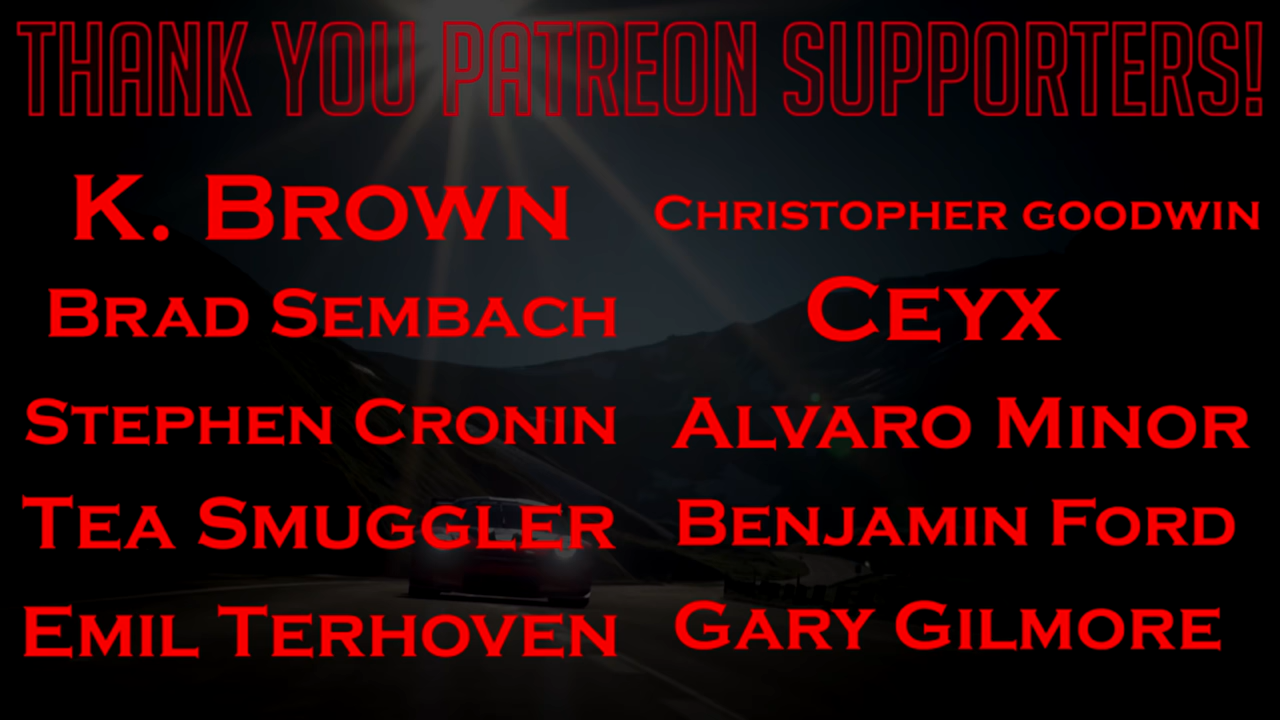 THANK YOU PATREON SUPPORTERS!
K. Brown
Christopher goodwin
Brad Sembach
Ceyx
Stephen Cronin
Alvaro Minor
Tea Smuggler
Benjamin Ford
Emil Terhoven
Gary Gilmore